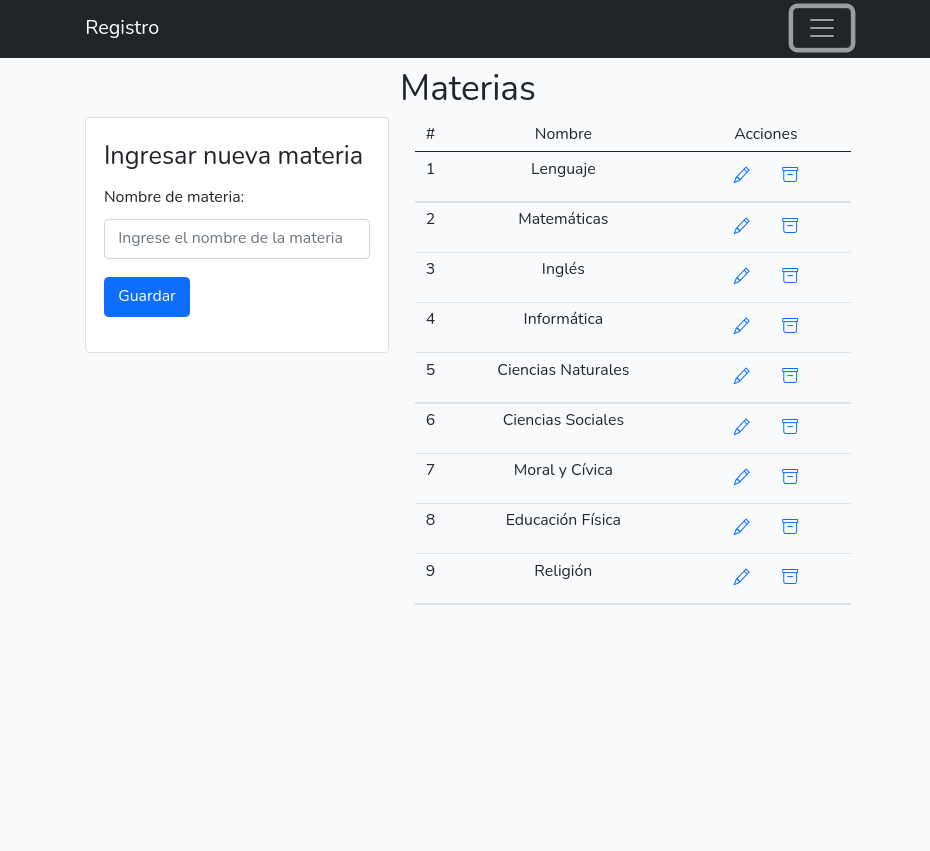 Registro
Materias
Ingresar nueva materia
Nombre de materia:
Ingrese el nombre de la materia
Guardar
# Nombre Acciones
1 Lenguaje
2 Matemáticas
3 Inglés
4 Informática
5 Ciencias Naturales
6 Ciencias Sociales
7 Moral y Cívica
8 Educación Física
9 Religión